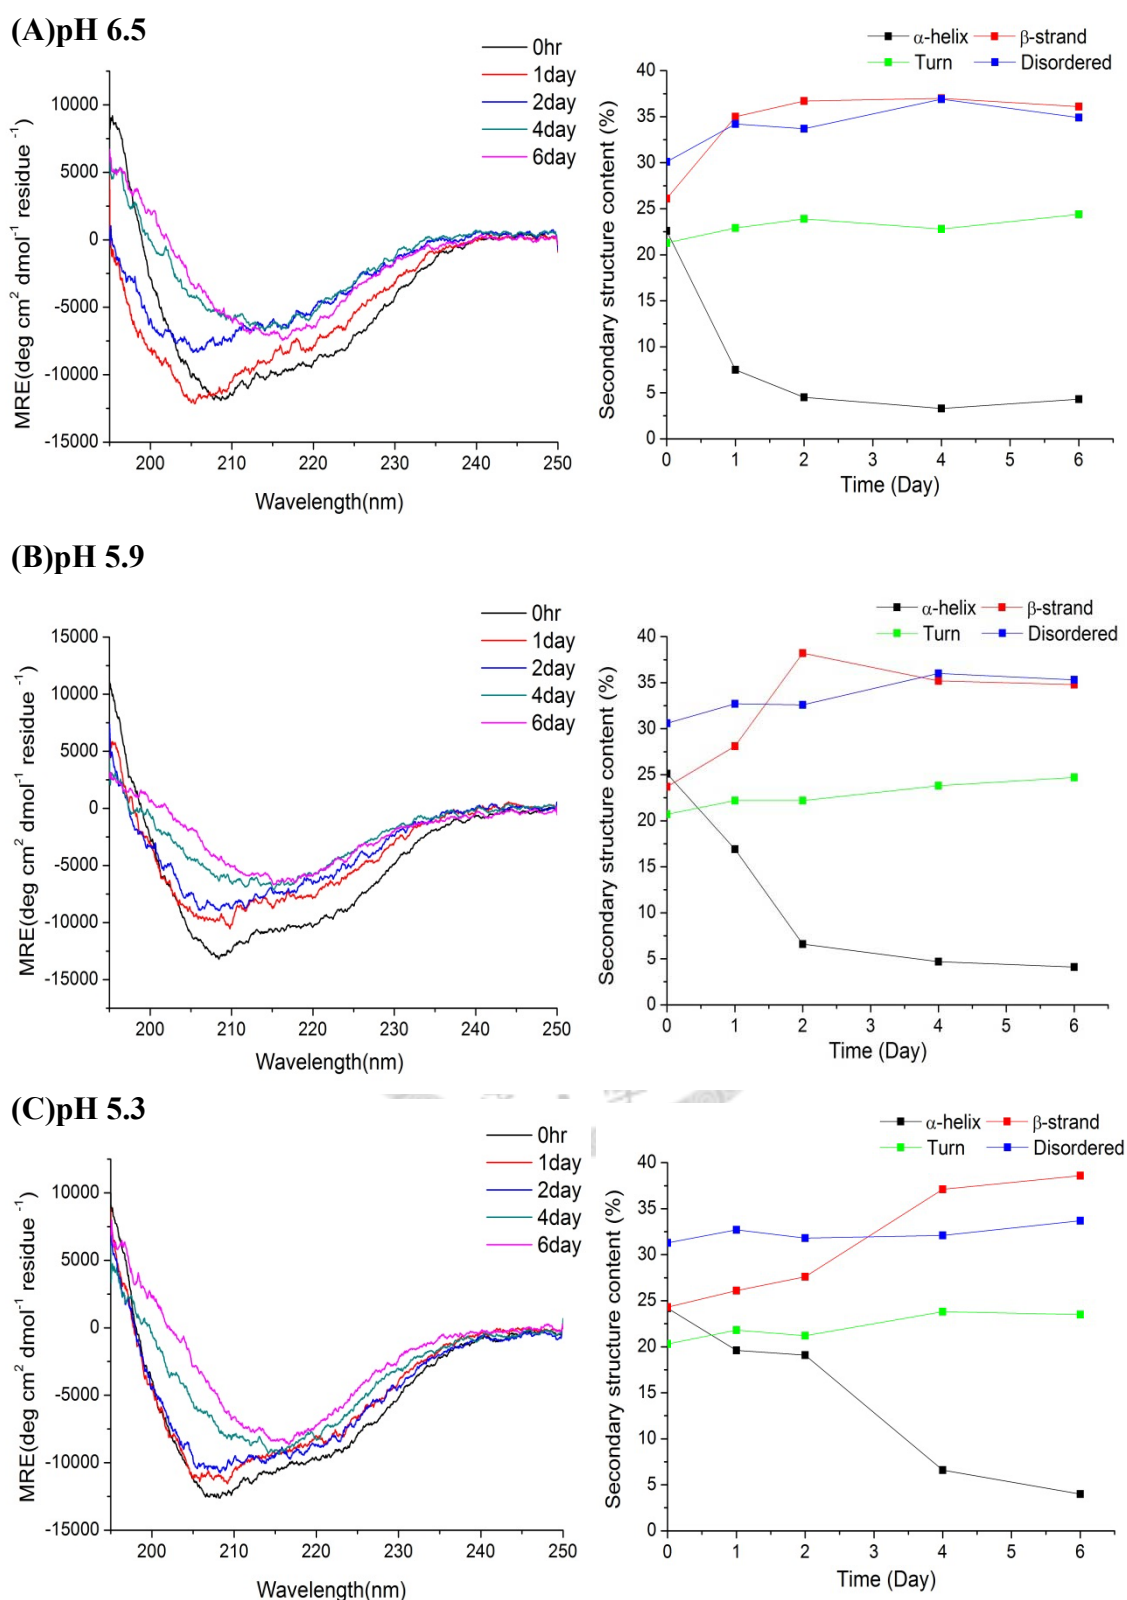 (A)pH 6.5
0hr
1day
2day
4day
6day
10000
5000
0
-5000
-10000
-15000
MRE(deg cm² dmol⁻¹ residue⁻¹)
200 210 220 230 240 250
Wavelength(nm)
α-helix β-strand
Turn Disordered
40
35
30
25
20
15
10
5
0
Secondary structure content (%)
0 1 2 3 4 5 6
Time (Day)
(B)pH 5.9
0hr
1day
2day
4day
6day
15000
10000
5000
0
-5000
-10000
-15000
MRE(deg cm² dmol⁻¹ residue⁻¹)
200 210 220 230 240 250
Wavelength(nm)
α-helix β-strand
Turn Disordered
40
35
30
25
20
15
10
5
0
Secondary structure content (%)
0 1 2 3 4 5 6
Time (Day)
(C)pH 5.3
0hr
1day
2day
4day
6day
10000
5000
0
-5000
-10000
-15000
MRE(deg cm² dmol⁻¹ residue⁻¹)
200 210 220 230 240 250
Wavelength(nm)
α-helix β-strand
Turn Disordered
40
35
30
25
20
15
10
5
0
Secondary structure content (%)
0 1 2 3 4 5 6
Time (Day)